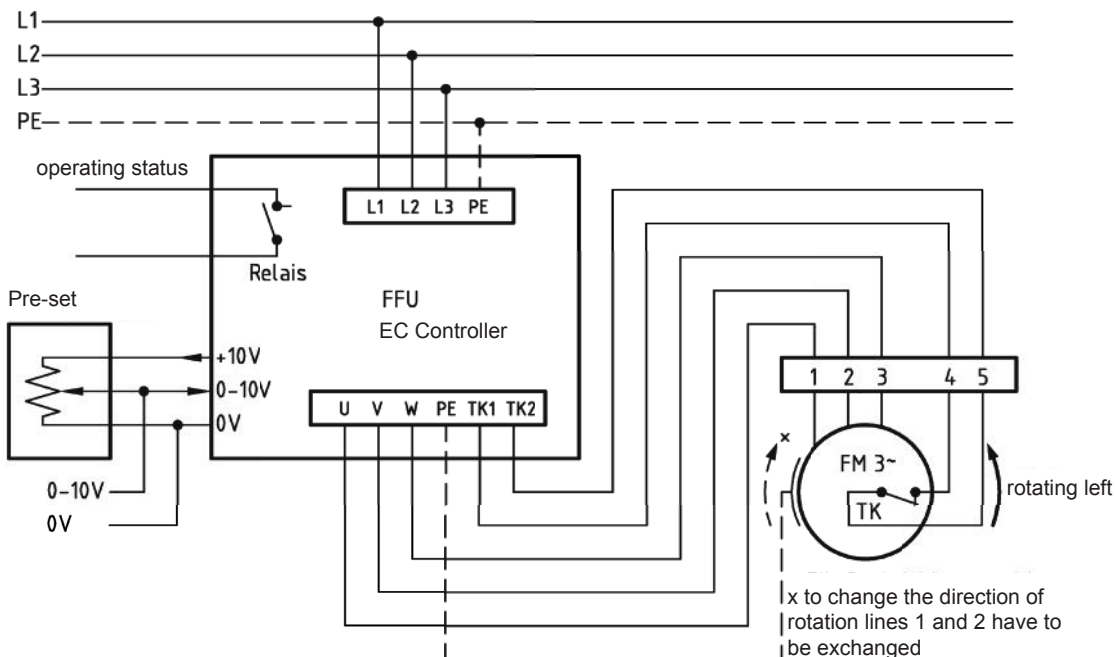 L1
L2
L3
PE
operating status
L1 L2 L3 PE
Relais
Pre-set
FFU
EC Controller
+10V
0-10V
0V
U V W PE TK1 TK2
1 2 3 4 5
x
FM 3~
TK
rotating left
0-10V
0V
x to change the direction of
rotation lines 1 and 2 have to
be exchanged